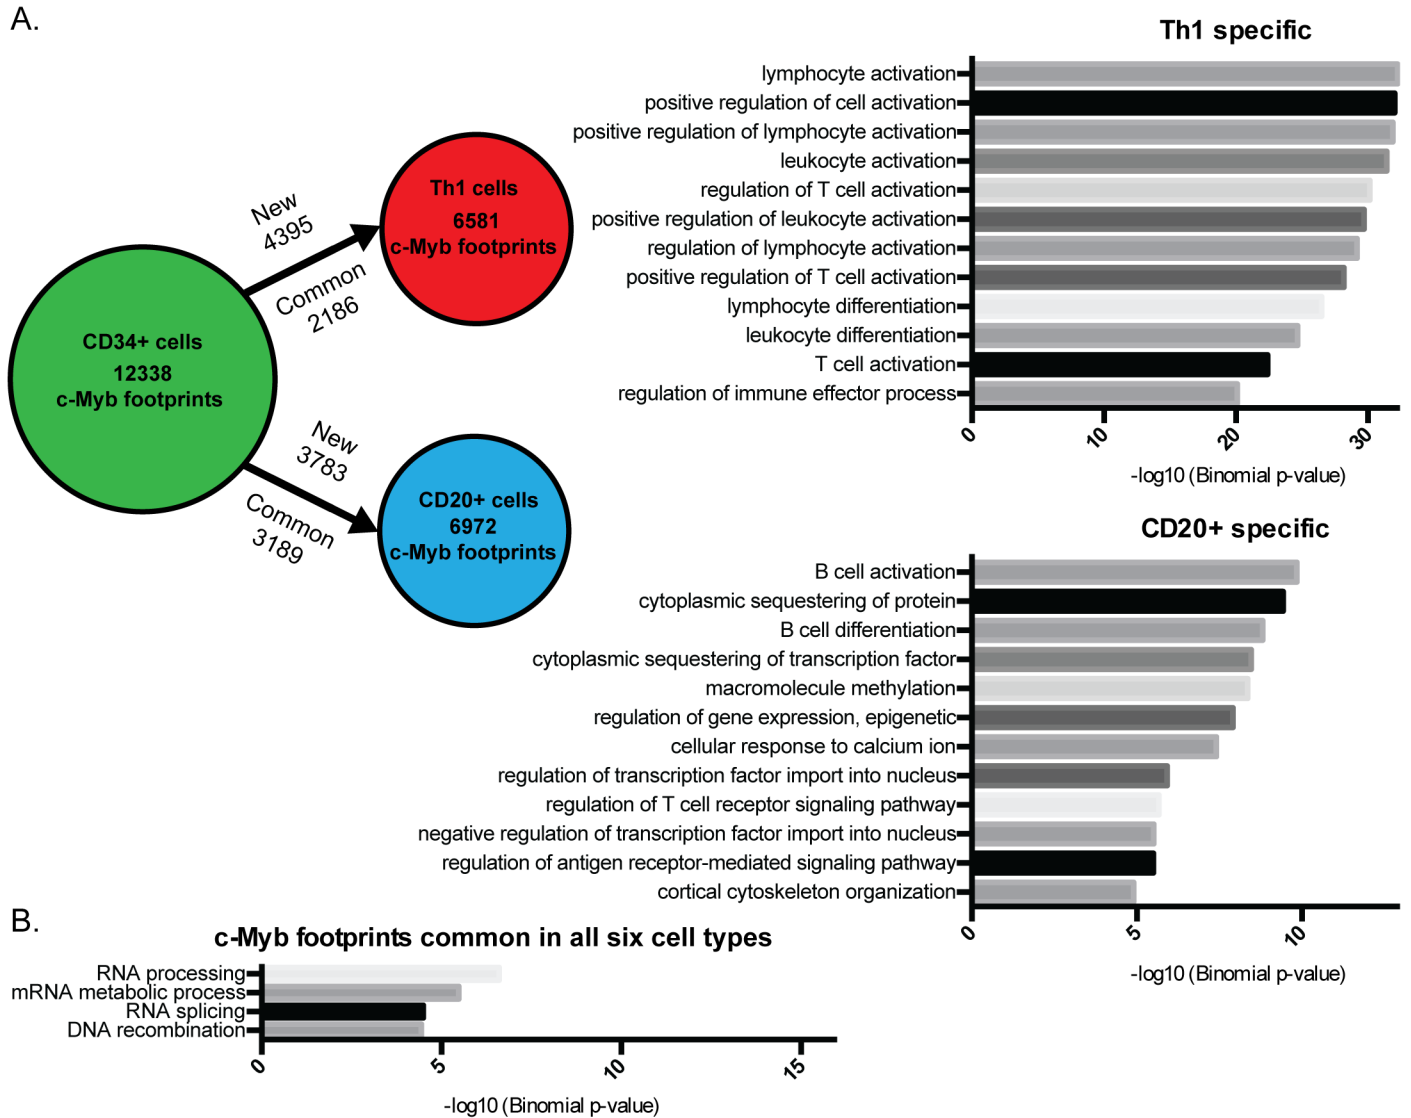 A.
CD34+ cells
12338
c-Myb footprints
New
4395
Common
2186
Th1 cells
6581
c-Myb footprints
New
3783
Common
3189
CD20+ cells
6972
c-Myb footprints
Th1 specific
lymphocyte activation
positive regulation of cell activation
positive regulation of lymphocyte activation
leukocyte activation
regulation of T cell activation
positive regulation of leukocyte activation
regulation of lymphocyte activation
positive regulation of T cell activation
lymphocyte differentiation
leukocyte differentiation
T cell activation
regulation of immune effector process
0 10 20 30
-log10 (Binomial p-value)
CD20+ specific
B cell activation
cytoplasmic sequestering of protein
B cell differentiation
cytoplasmic sequestering of transcription factor
macromolecule methylation
regulation of gene expression, epigenetic
cellular response to calcium ion
regulation of transcription factor import into nucleus
regulation of T cell receptor signaling pathway
negative regulation of transcription factor import into nucleus
regulation of antigen receptor-mediated signaling pathway
cortical cytoskeleton organization
0 5 10
-log10 (Binomial p-value)
B.
c-Myb footprints common in all six cell types
RNA processing
mRNA metabolic process
RNA splicing
DNA recombination
0 5 10 15
-log10 (Binomial p-value)